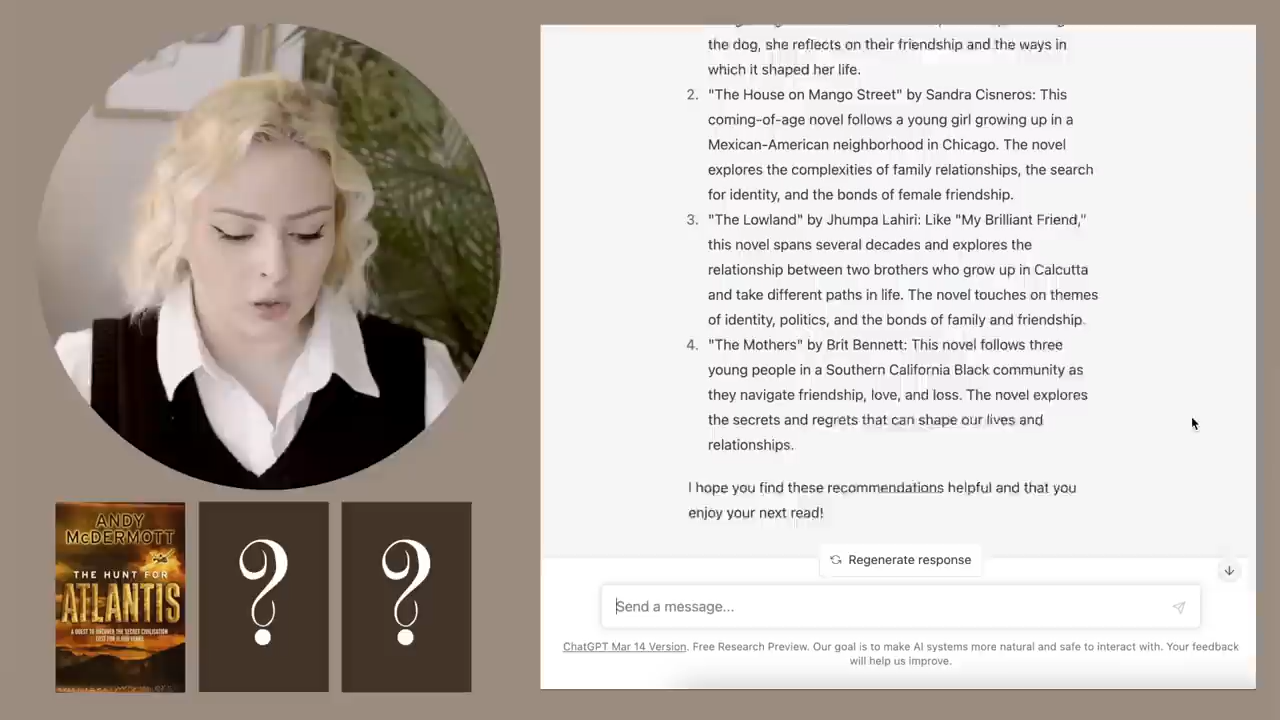 the dog, she reflects on their friendship and the ways in
which it shaped her life.
2. "The House on Mango Street" by Sandra Cisneros: This
coming-of-age novel follows a young girl growing up in a
Mexican-American neighborhood in Chicago. The novel
explores the complexities of family relationships, the search
for identity, and the bonds of female friendship.
3. "The Lowland" by Jhumpa Lahiri: Like "My Brilliant Friend,"
this novel spans several decades and explores the
relationship between two brothers who grow up in Calcutta
and take different paths in life. The novel touches on themes
of identity, politics, and the bonds of family and friendship.
4. "The Mothers" by Brit Bennett: This novel follows three
young people in a Southern California Black community as
they navigate friendship, love, and loss. The novel explores
the secrets and regrets that can shape our lives and
relationships.
I hope you find these recommendations helpful and that you
enjoy your next read!
Regenerate response
Send a message...
ChatGPT Mar 14 Version. Free Research Preview. Our goal is to make AI systems more natural and safe to interact with. Your feedback
will help us improve.
ANDY
McDERMOTT
THE HUNT FOR
ATLANTIS
A QUEST TO DISCOVER THE SECRET CIVILISATION
? ?